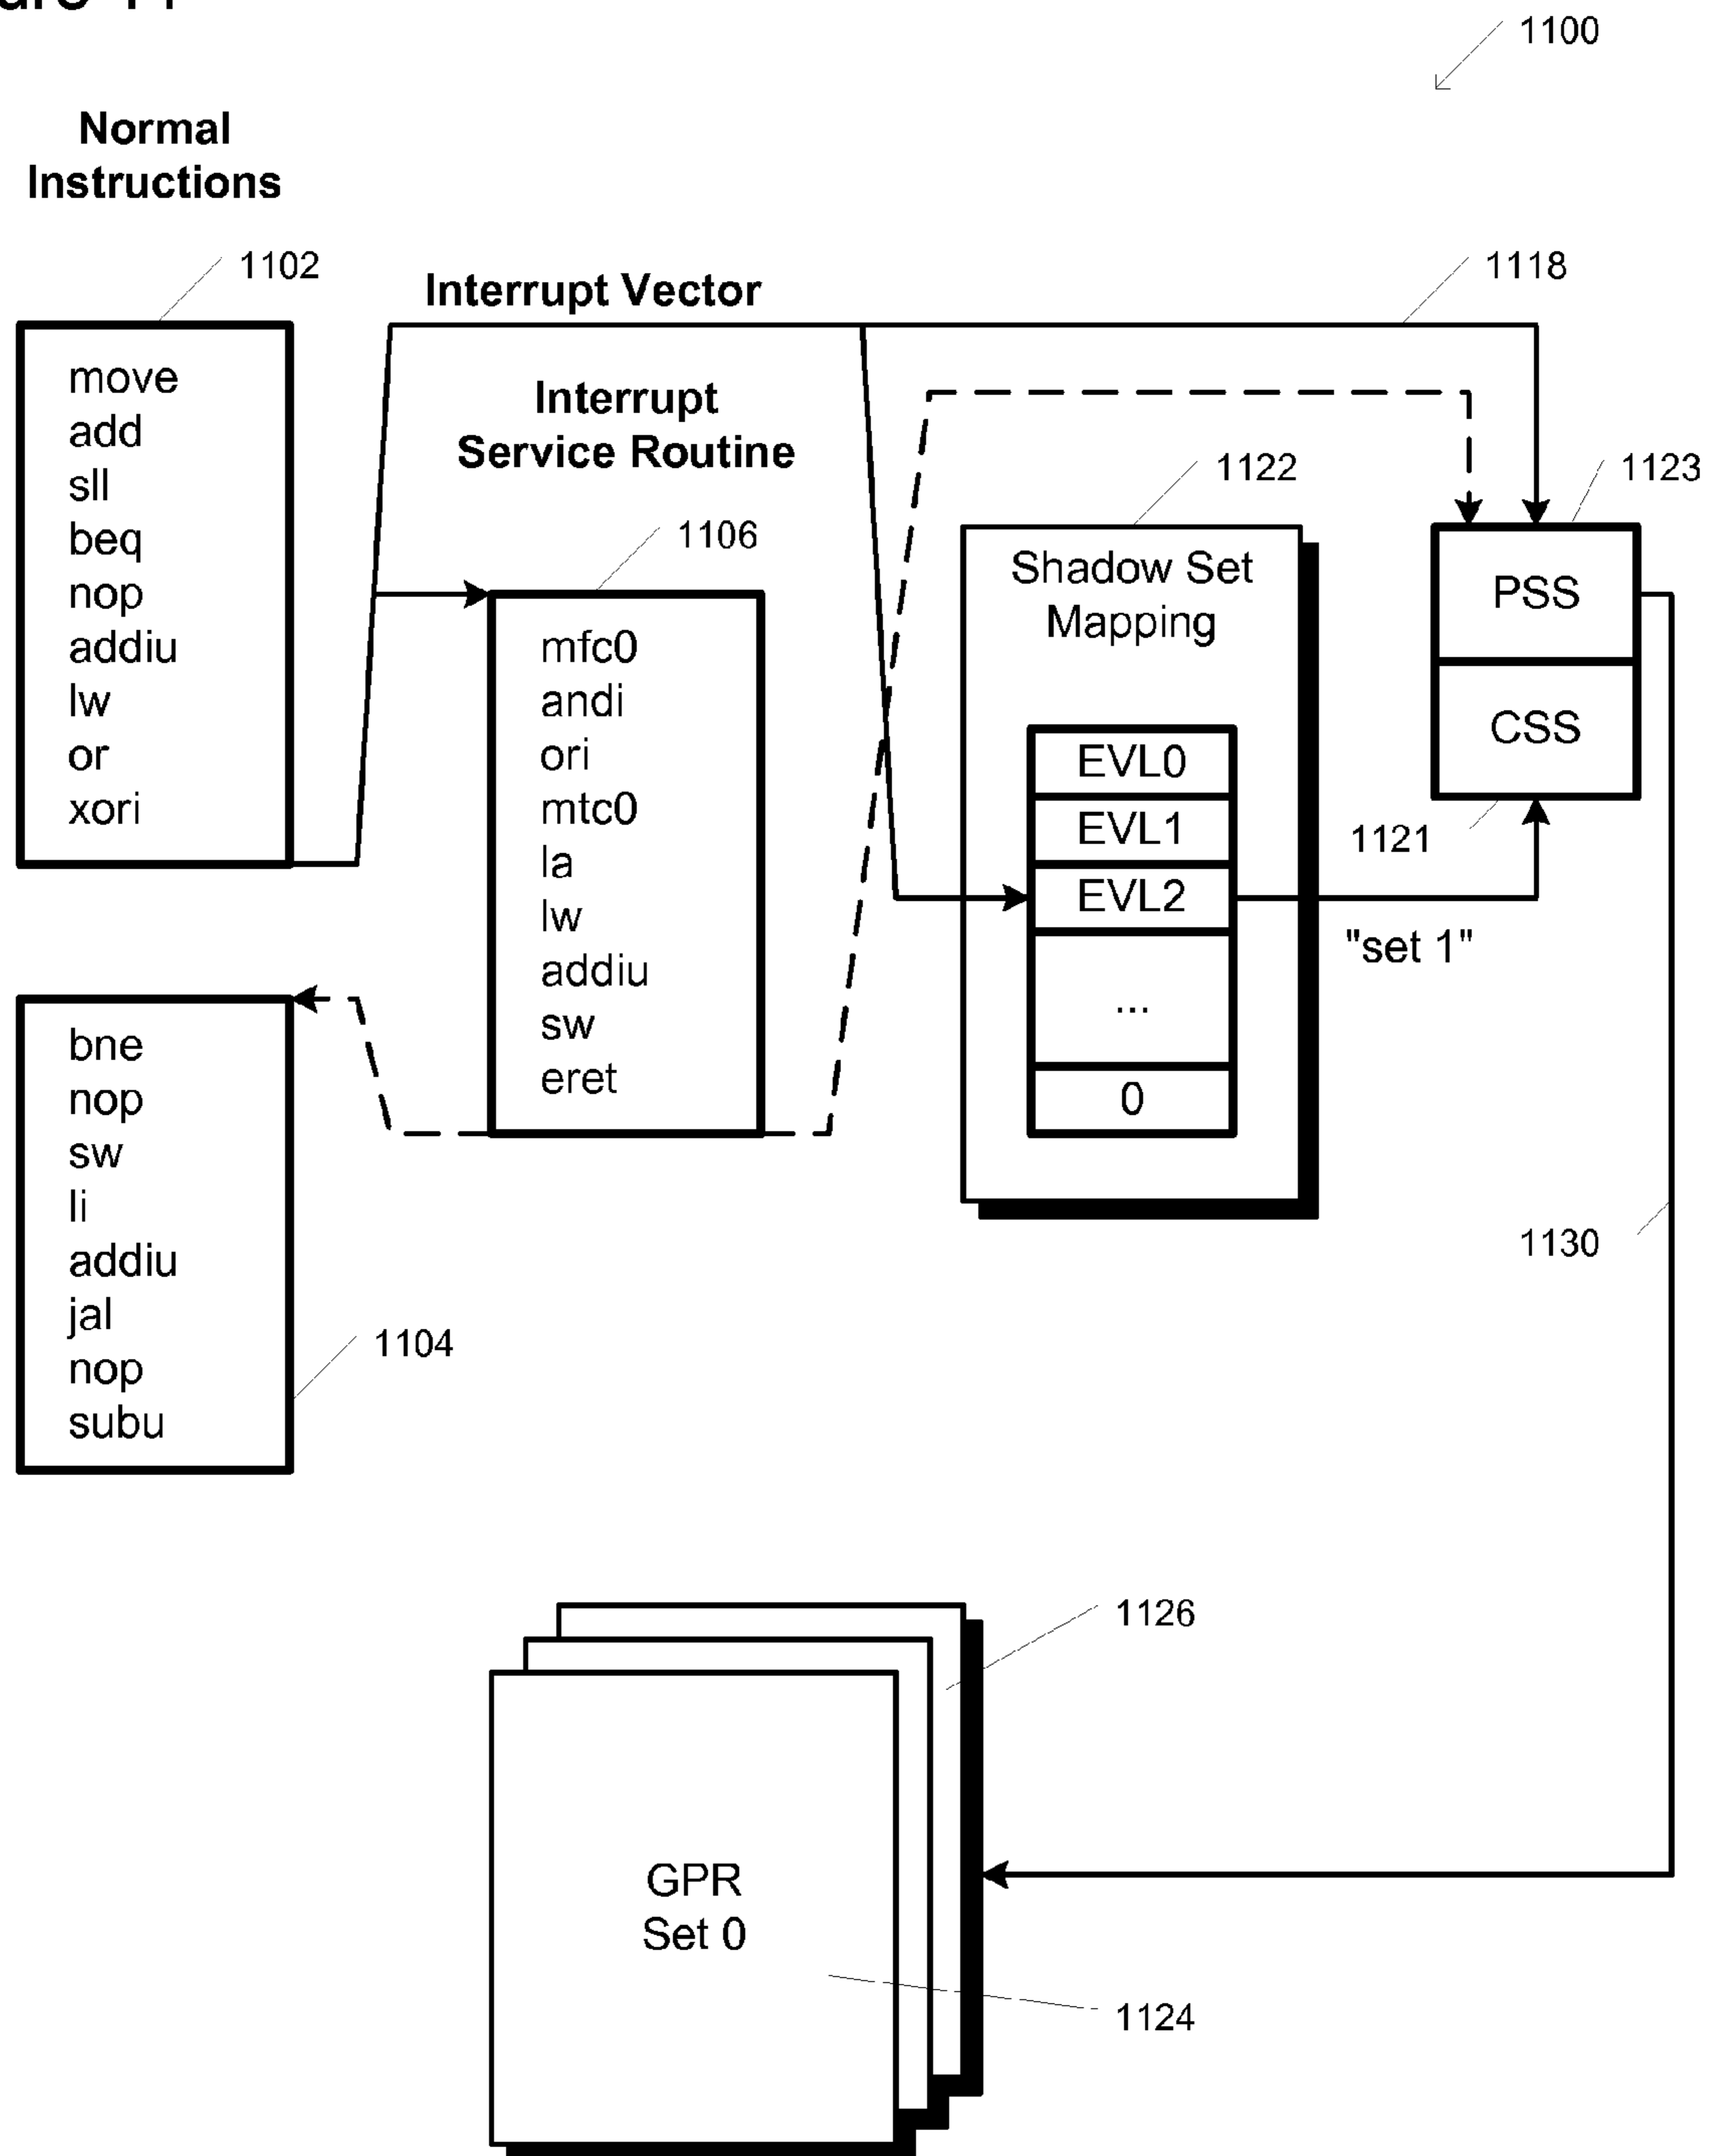 1100
Normal
Instructions
1102
Interrupt Vector
1118
move
add
sll
beq
nop
addiu
lw
or
xori
Interrupt
Service Routine
1106
mfc0
andi
ori
mtc0
la
lw
addiu
sw
eret
1122
Shadow Set
Mapping
EVL0
EVL1
EVL2
...
0
1123
PSS
CSS
1121
"set 1"
bne
nop
sw
li
addiu
jal
nop
subu
1104
1130
1126
GPR
Set 0
1124